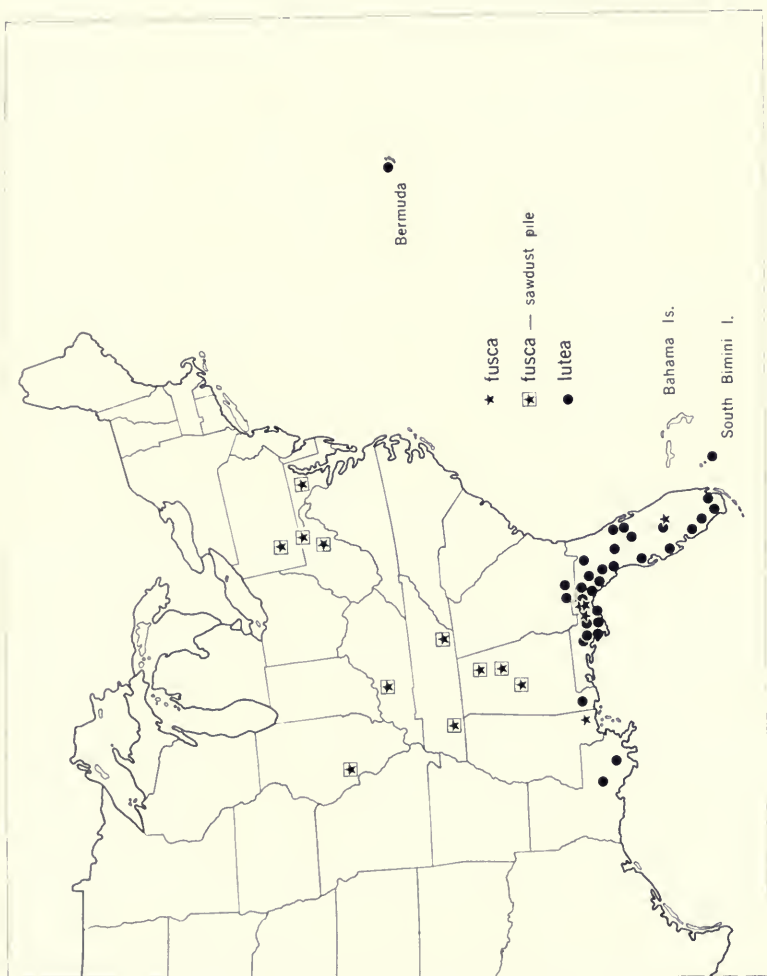 Bermuda
fusca
fusca — sawdust pile
lutea
Bahama Is.
South Bimini I.